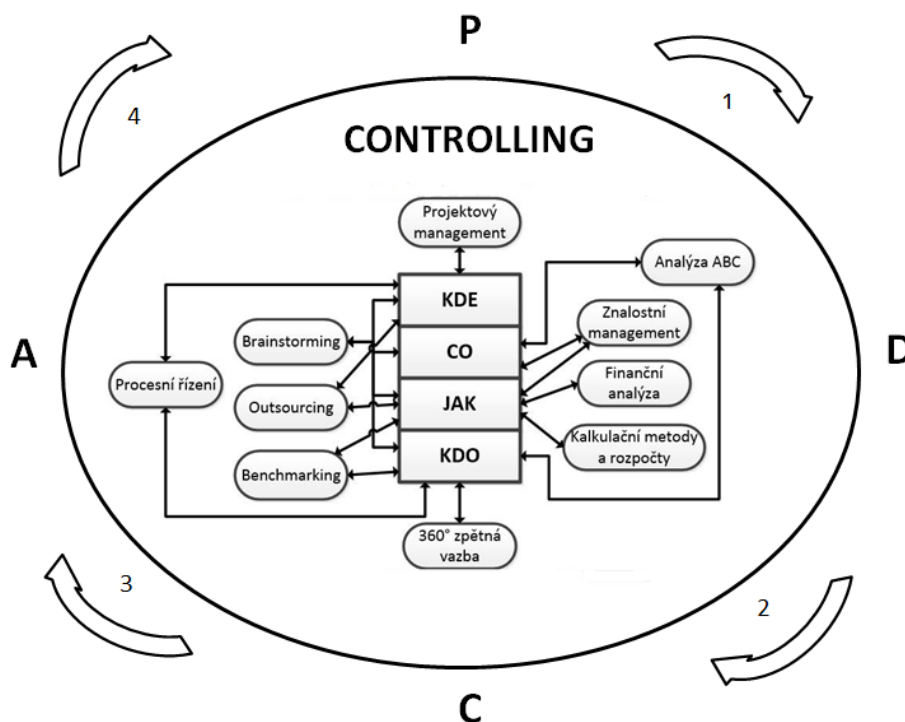 P
4
1
CONTROLLING
Projektový
management
Analýza ABC
KDE
Znalostní
management
Brainstorming
CO
A
D
Procesní řízení
Finanční
analýza
Outsourcing
JAK
Kalkulační metody
a rozpočty
KDO
Benchmarking
360° zpětná
vazba
3
2
C